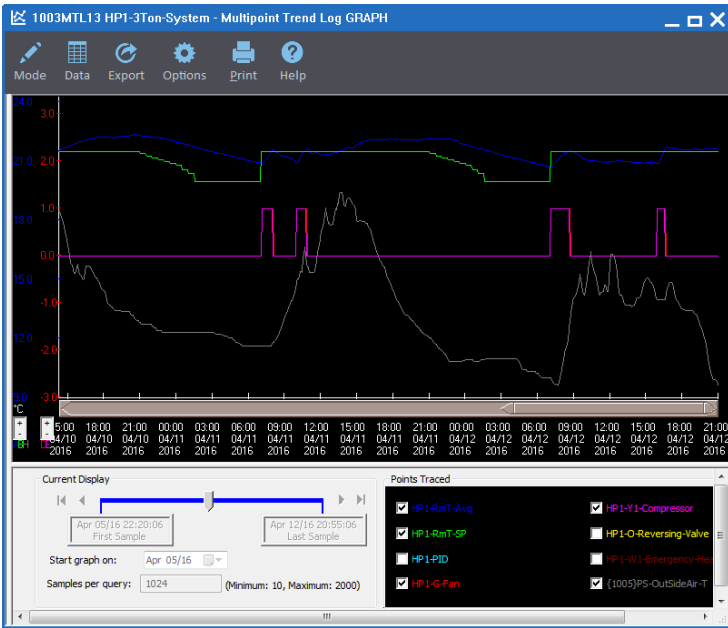 1003MTL13 HP1-3Ton-System - Multipoint Trend Log GRAPH
Mode Data Export Options Print Help
24.0 3.0
21.0 2.0
18.0 1.0
0.0
15.0 -1.0
12.0 -2.0
9.0 -3.0
°C
15:00 18:00 21:00 00:00 03:00 06:00 09:00 12:00 15:00 18:00 21:00 00:00 03:00 06:00 09:00 12:00 15:00 18:00 21:00
04/10 04/10 04/10 04/11 04/11 04/11 04/11 04/11 04/11 04/11 04/11 04/12 04/12 04/12 04/12 04/12 04/12 04/12 04/12
2016 2016 2016 2016 2016 2016 2016 2016 2016 2016 2016 2016 2016 2016 2016 2016 2016 2016 2016
Current Display
Apr 05/16 22:20:06
First Sample
Apr 12/16 20:55:06
Last Sample
Start graph on: Apr 05/16
Samples per query: 1024 (Minimum: 10, Maximum: 2000)
Points Traced
HP1-RmT-Avg HP1-Y1-Compressor
HP1-RmT-SP HP1-O-Reversing-Valve
HP1-PID HP1-W1-Emergency-Hea
HP1-G-Fan {1005}PS-OutSideAir-T